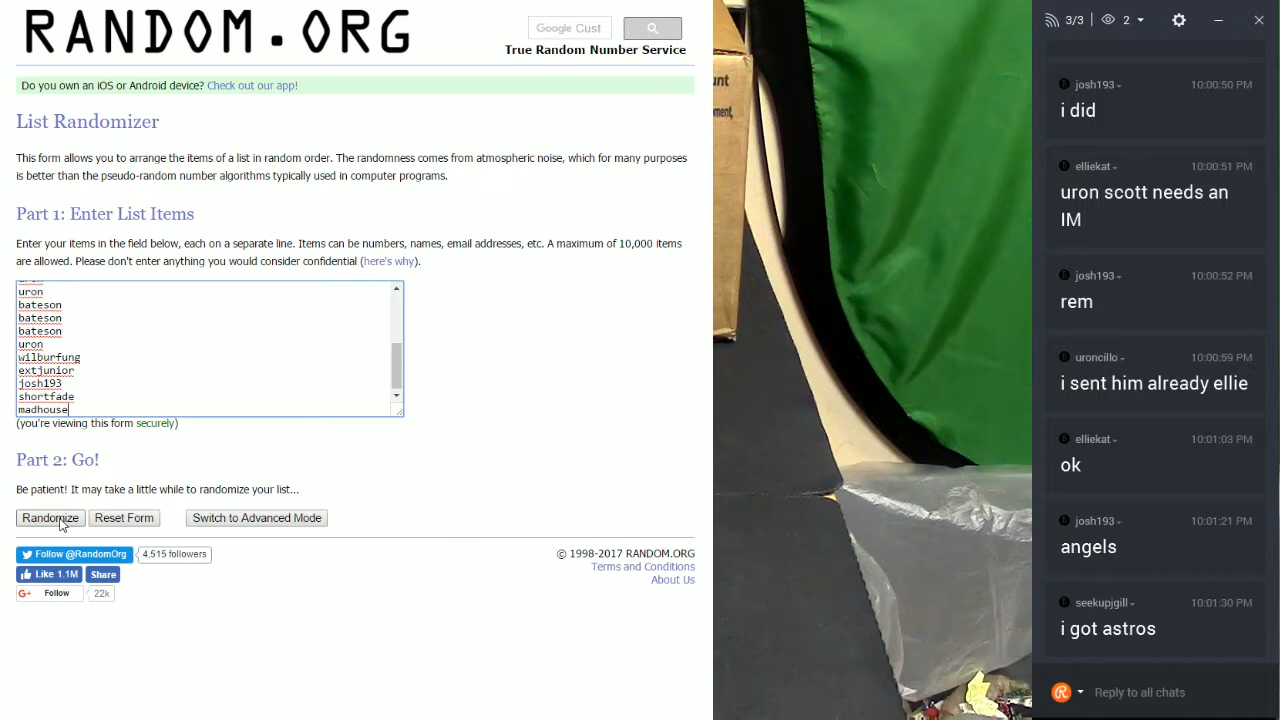 RANDOM.ORG
Google Cust
True Random Number Service
Do you own an iOS or Android device? Check out our app!
List Randomizer
This form allows you to arrange the items of a list in random order. The randomness comes from atmospheric noise, which for many purposes
is better than the pseudo-random number algorithms typically used in computer programs.
Part 1: Enter List Items
Enter your items in the field below, each on a separate line. Items can be numbers, names, email addresses, etc. A maximum of 10,000 items
are allowed. Please don't enter anything you would consider confidential (here's why).
uron
bateson
bateson
bateson
uron
wilburfung
extjunior
josh193
shortfade
madhouse
(you're viewing this form securely)
Part 2: Go!
Be patient! It may take a little while to randomize your list...
Randomize Reset Form Switch to Advanced Mode
Follow @RandomOrg 4,515 followers
Like 1.1M Share
G+ Follow 22k
© 1998-2017 RANDOM.ORG
Terms and Conditions
About Us
unt
ment,
3/3 2
josh193 10:00:50 PM
i did
elliekat 10:00:51 PM
uron scott needs an
IM
josh193 10:00:52 PM
rem
uroncillo 10:00:59 PM
i sent him already ellie
elliekat 10:01:03 PM
ok
josh193 10:01:21 PM
angels
seekupjgill 10:01:30 PM
i got astros
Reply to all chats